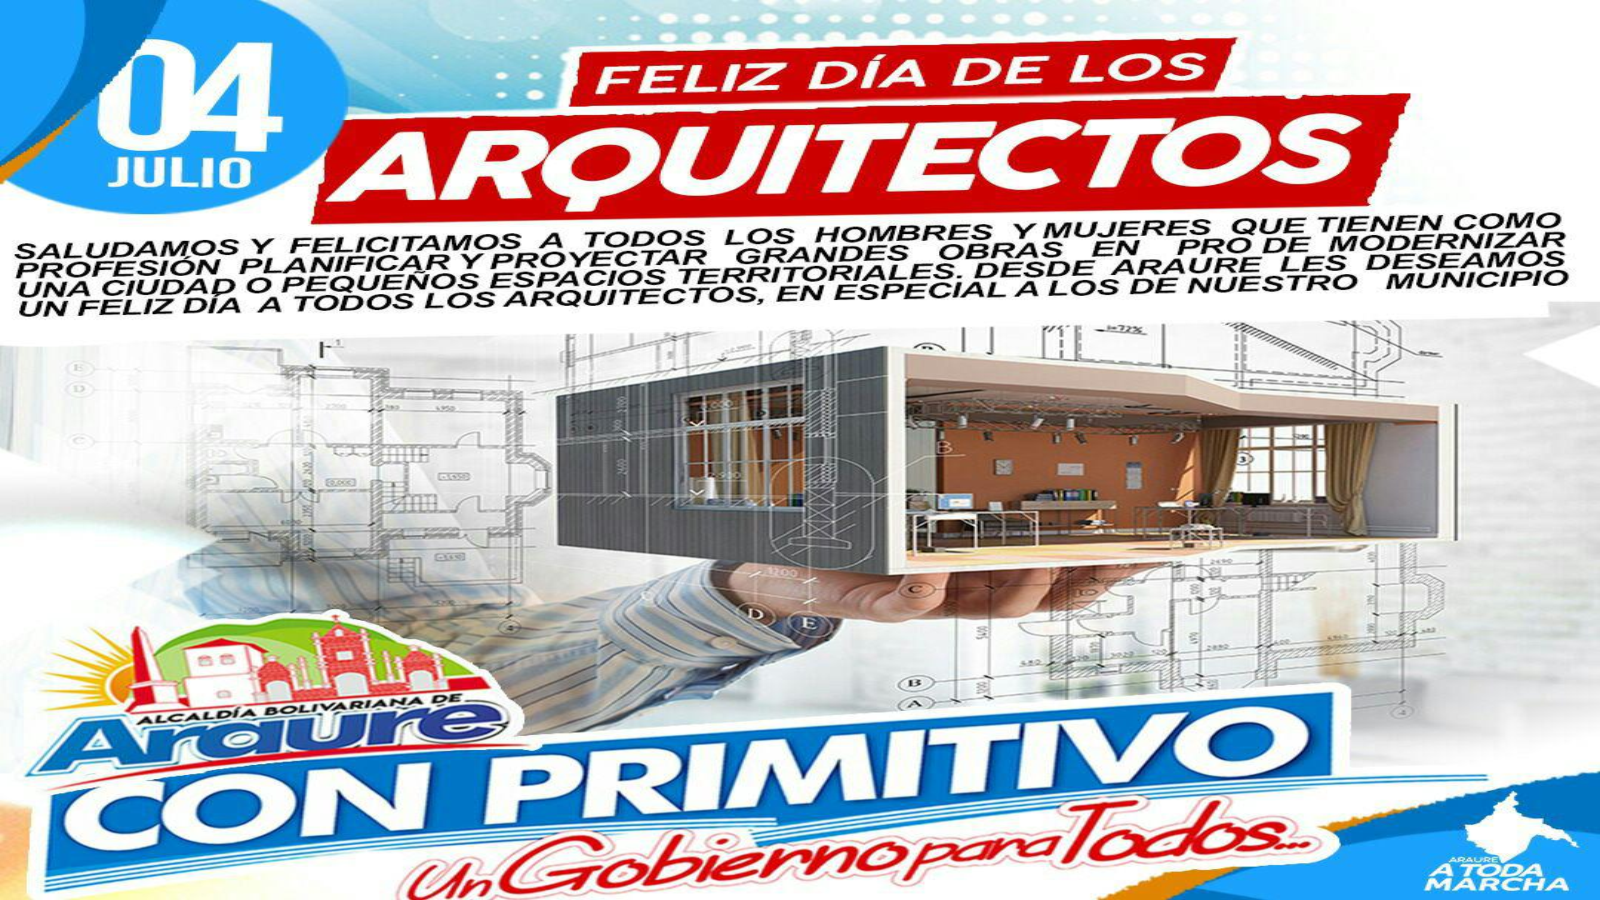 04
JULIO
FELIZ DÍA DE LOS
ARQUITECTOS
SALUDAMOS Y FELICITAMOS A TODOS LOS HOMBRES Y MUJERES QUE TIENEN COMO
PROFESIÓN PLANIFICAR Y PROYECTAR GRANDES OBRAS EN PRO DE MODERNIZAR
UNA CIUDAD O PEQUEÑOS ESPACIOS TERRITORIALES. DESDE ARAURE LES DESEAMOS
UN FELIZ DÍA A TODOS LOS ARQUITECTOS, EN ESPECIAL A LOS DE NUESTRO MUNICIPIO
ALCALDÍA BOLIVARIANA DE
Araure
CON PRIMITIVO
Un Gobierno para Todos...
ARAURE
A TODA
MARCHA